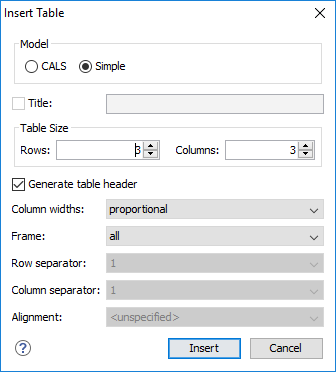 Insert Table
Model
CALS Simple
Title:
Table Size
Rows: 3 Columns: 3
Generate table header
Column widths: proportional
Frame: all
Row separator: 1
Column separator: 1
Alignment: <unspecified>
? Insert Cancel